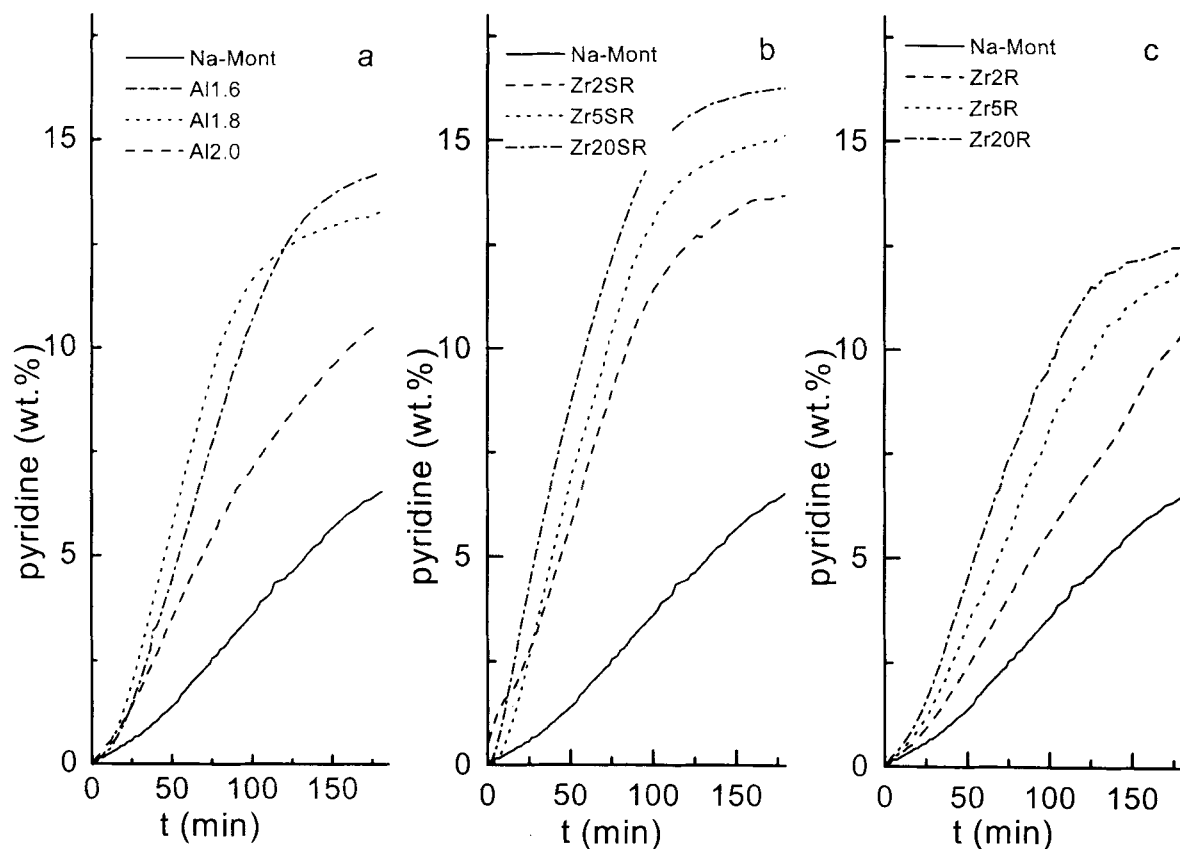 a
Na-Mont
Al1.6
Al1.8
Al2.0
15
10
5
0
pyridine (wt.%)
0 50 100 150
t (min)
b
Na-Mont
Zr2SR
Zr5SR
Zr20SR
15
10
5
0
pyridine (wt.%)
0 50 100 150
t (min)
c
Na-Mont
Zr2R
Zr5R
Zr20R
15
10
5
0
pyridine (wt.%)
0 50 100 150
t (min)